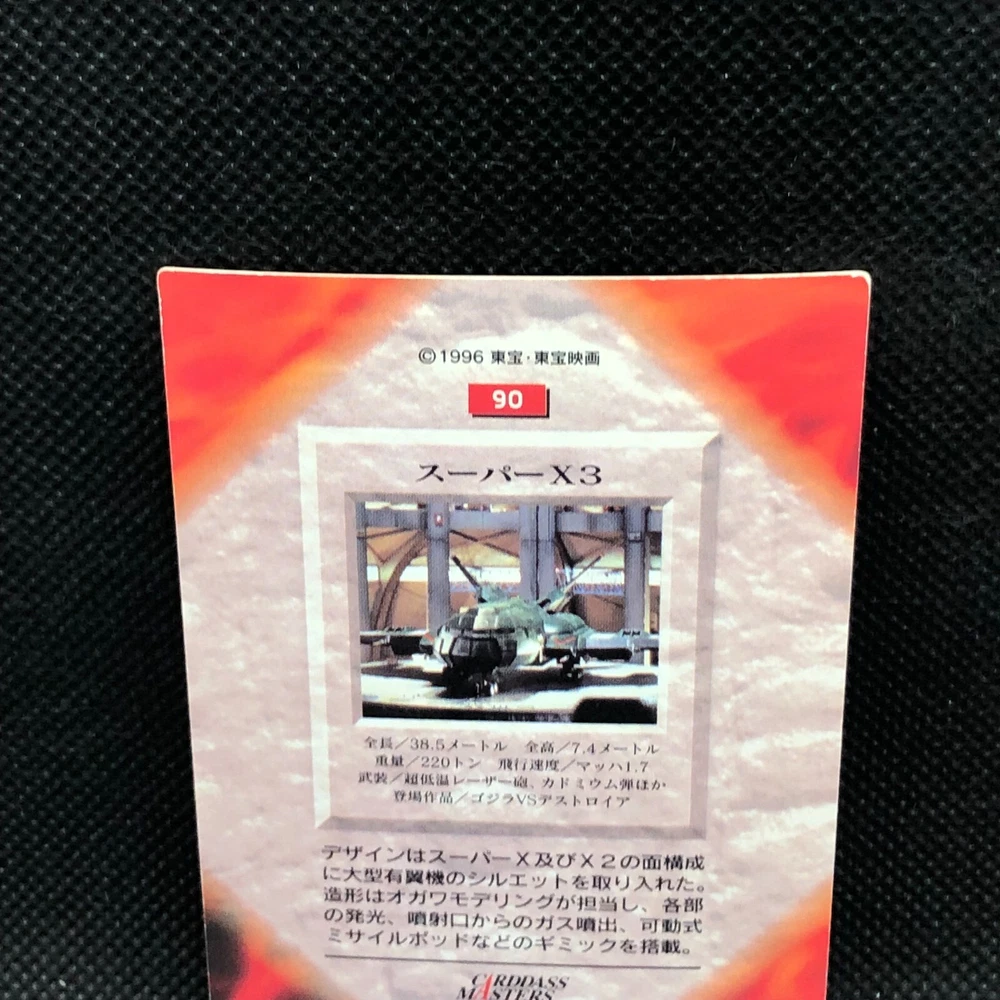 ©1996 東宝・東宝映画
90
スーパーX3
全長／38.5メートル　全高／7.4メートル
重量／220トン　飛行速度／マッハ1.7
武装／超低温レーザー砲、カドミウム弾ほか
登場作品／ゴジラVSデストロイア
デザインはスーパーX及びX2の面構成
に大型有翼機のシルエットを取り入れた。
造形はオガワモデリングが担当し、各部
の発光、噴射口からのガス噴出、可動式
ミサイルポッドなどのギミックを搭載。
CARDDASS
MASTERS